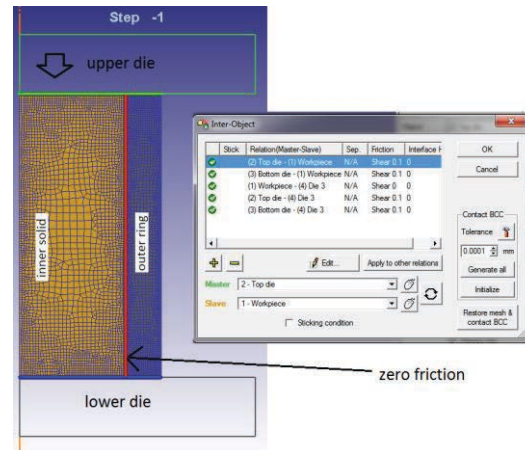 Step -1
upper die
inner solid
outer ring
zero friction
lower die
Inter-Object
Stick Relation(Master-Slave) Sep. Friction Interface
(2) Top die - (1) Workpiece N/A Shear 0.1 0
(3) Bottom die - (1) Workpiece N/A Shear 0.1 0
(1) Workpiece - (4) Die 3 N/A Shear 0 0
(2) Top die - (4) Die 3 N/A Shear 0.1 0
(3) Bottom die - (4) Die 3 N/A Shear 0.1 0
Edit...
Apply to other relations
Master 2 - Top die
Slave 1 - Workpiece
Sticking condition
OK
Cancel
Contact BCC
Tolerance
0.0001 mm
Generate all
Initialize
Restore mesh &
contact BCC